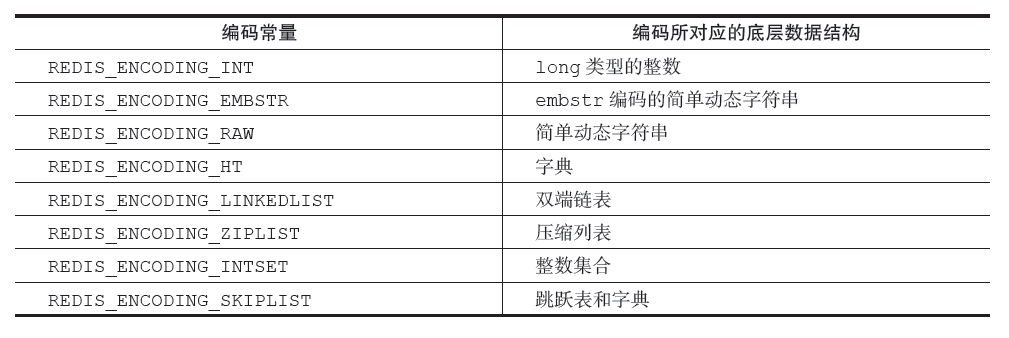 编码常量 编码所对应的底层数据结构
REDIS_ENCODING_INT long 类型的整数
REDIS_ENCODING_EMBSTR embstr 编码的简单动态字符串
REDIS_ENCODING_RAW 简单动态字符串
REDIS_ENCODING_HT 字典
REDIS_ENCODING_LINKEDLIST 双端链表
REDIS_ENCODING_ZIPLIST 压缩列表
REDIS_ENCODING_INTSET 整数集合
REDIS_ENCODING_SKIPLIST 跳跃表和字典